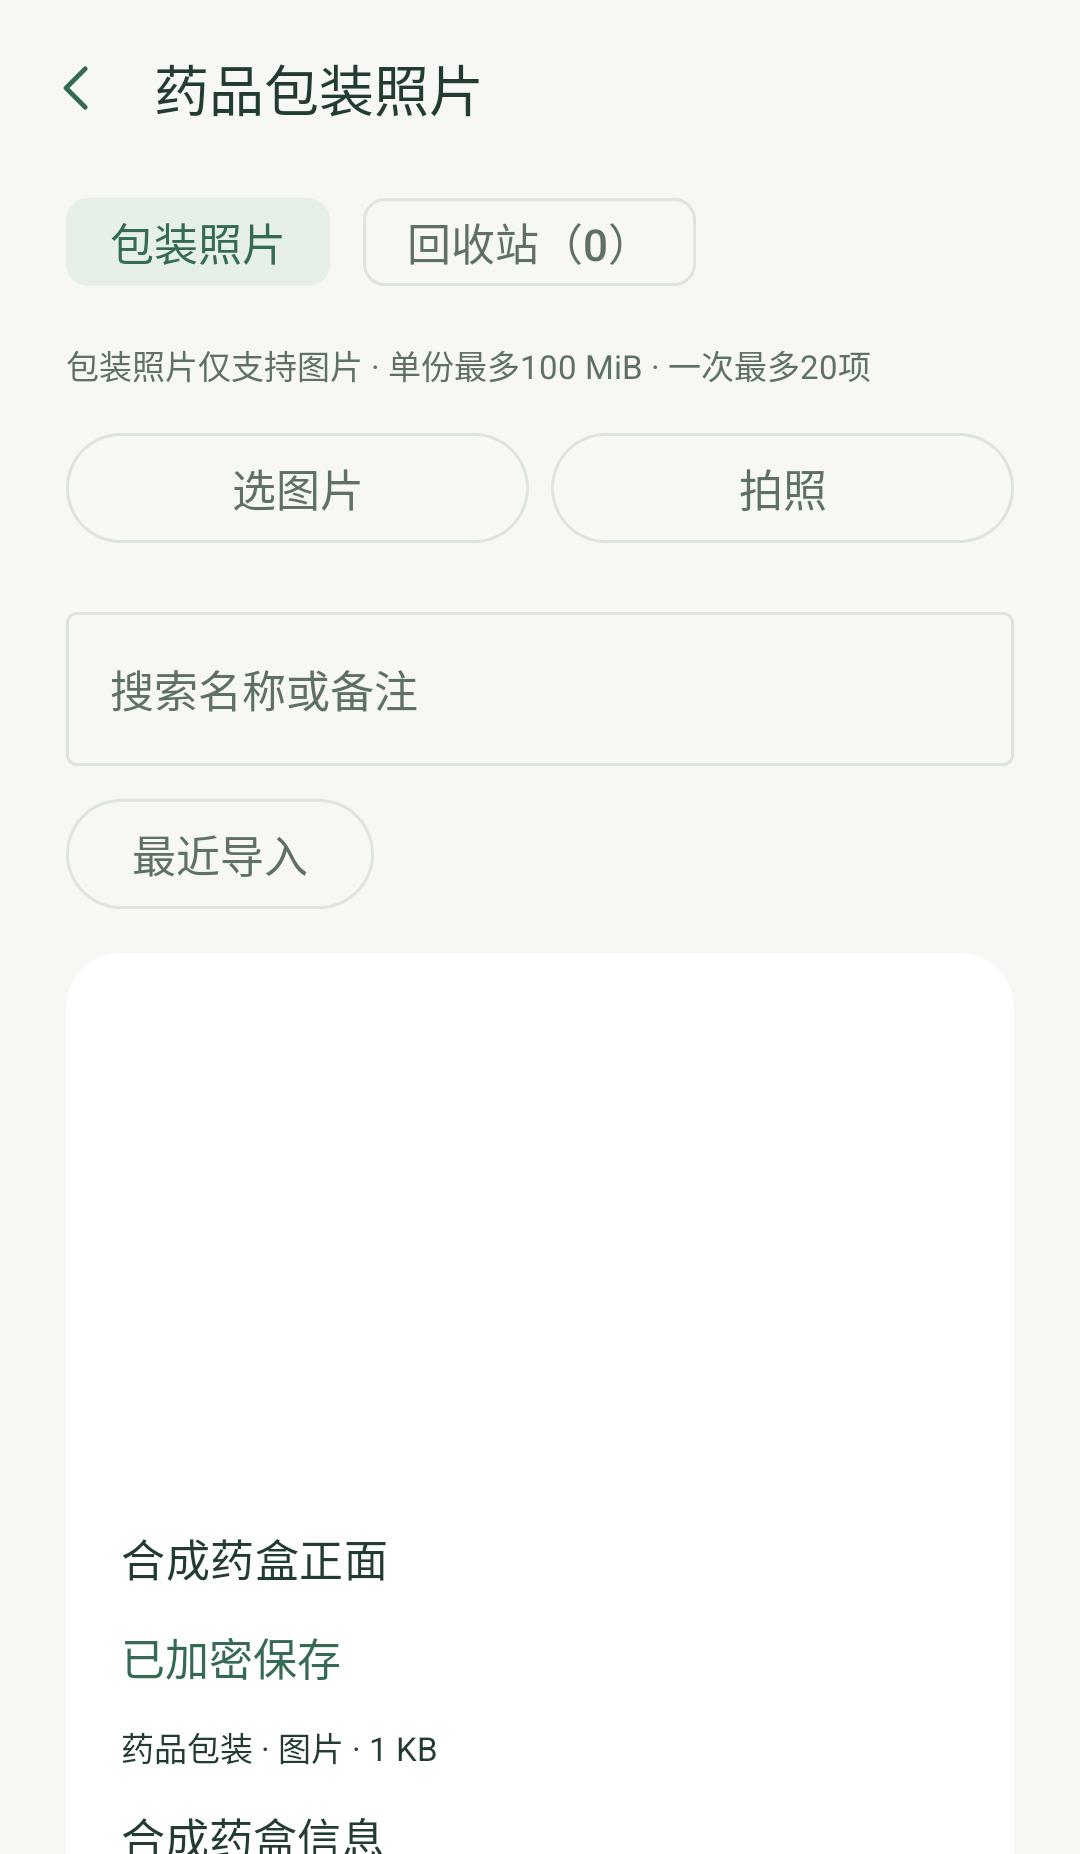 药品包装照片
包装照片
回收站（0）
包装照片仅支持图片 · 单份最多100 MiB · 一次最多20项
选图片
拍照
搜索名称或备注
最近导入
合成药盒正面
已加密保存
药品包装 · 图片 · 1 KB
合成药盒信息